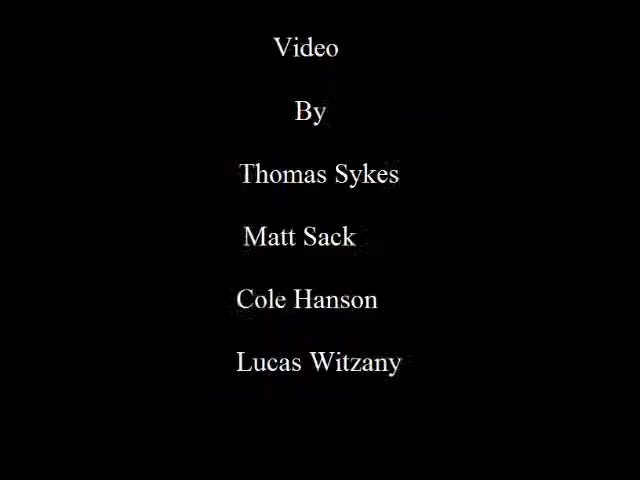 Video
By
Thomas Sykes
Matt Sack
Cole Hanson
Lucas Witzany